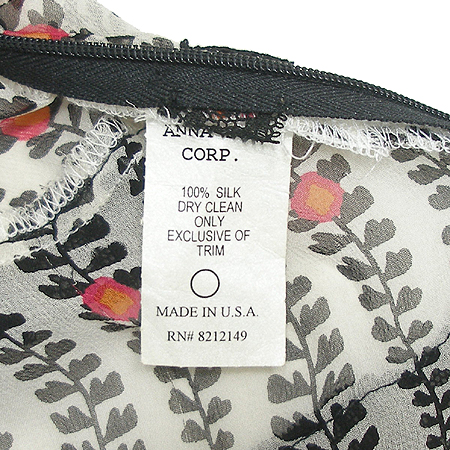 ANNA
CORP.
100% SILK
DRY CLEAN
ONLY
EXCLUSIVE OF
TRIM
MADE IN U.S.A.
RN# 8212149